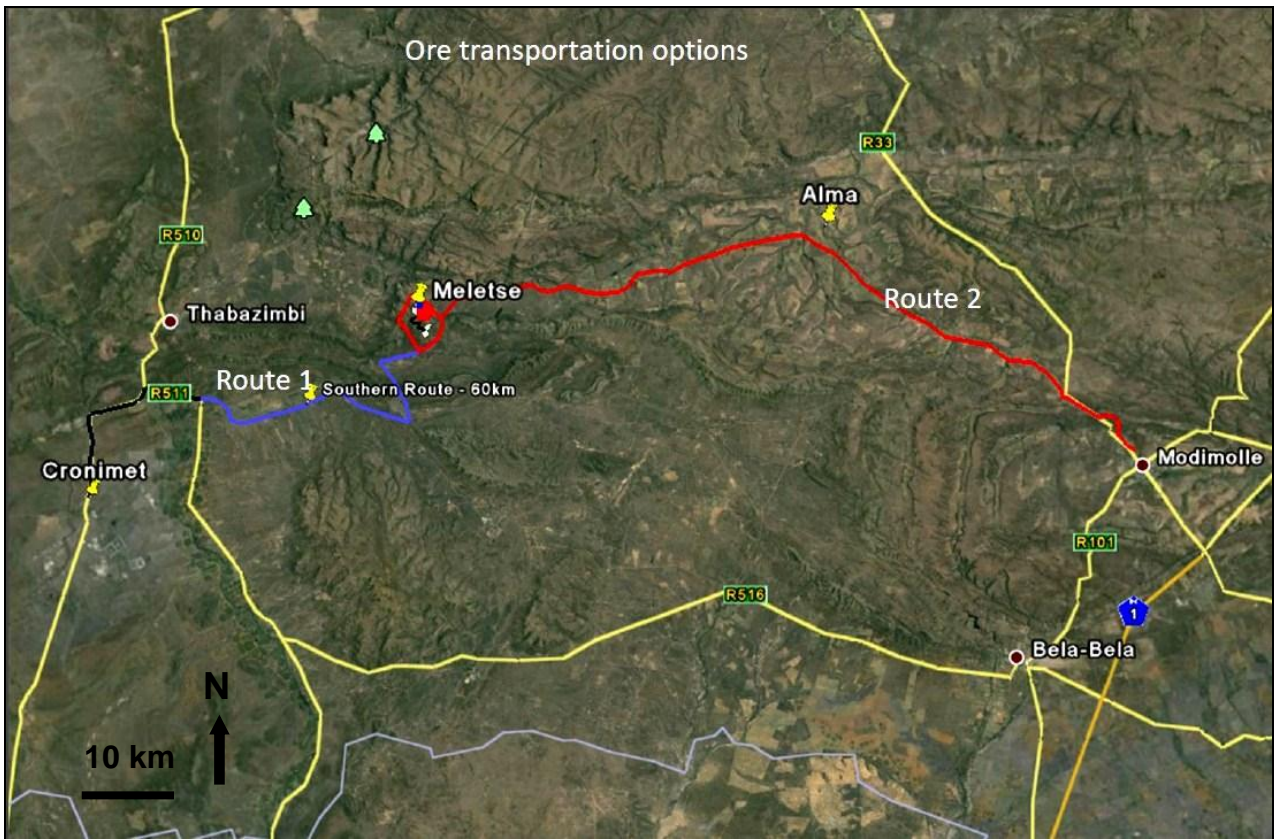 Ore transportation options
R33
Alma
R510
Meletse
Route 2
Thabazimbi
Route 1
Southern Route - 60km
R511
Cronimet
Modimolle
R101
R516
1
Bela-Bela
N
10 km